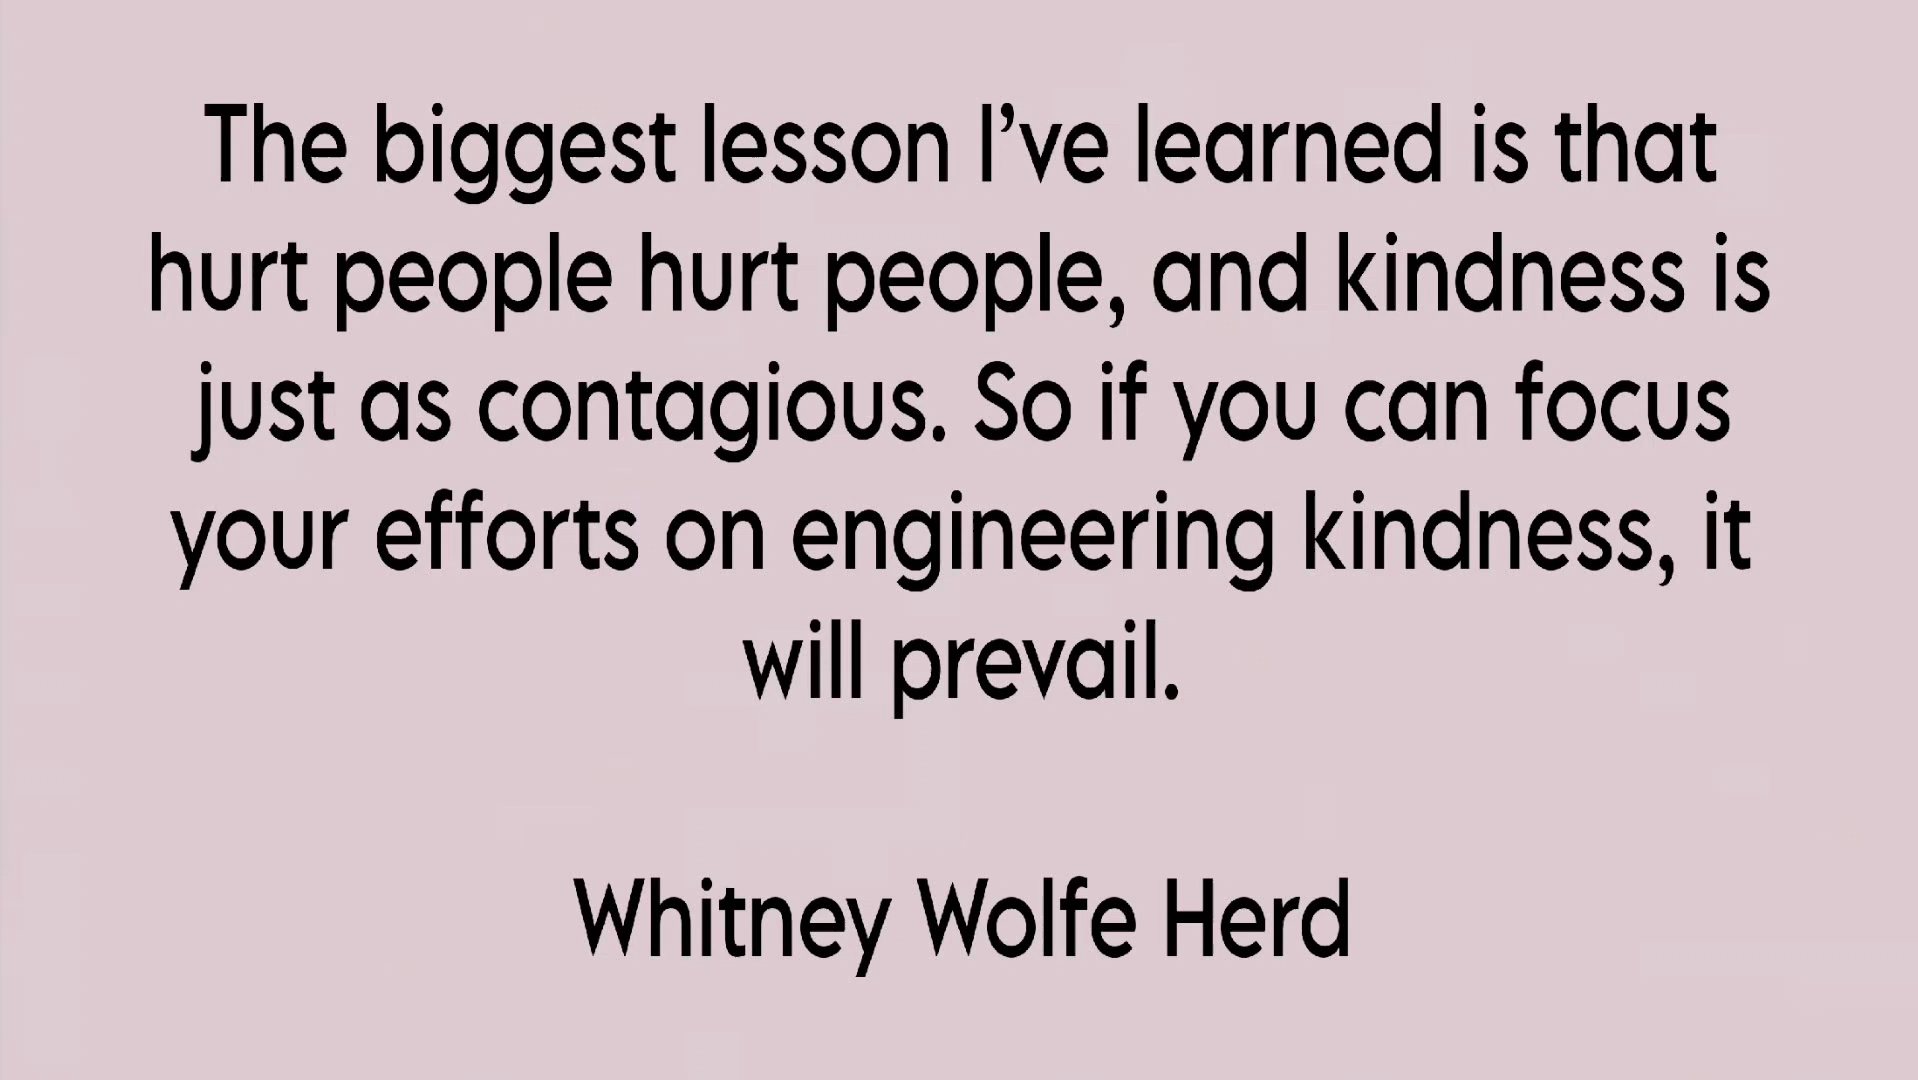 The biggest lesson I’ve learned is that
hurt people hurt people, and kindness is
just as contagious. So if you can focus
your efforts on engineering kindness, it
will prevail.
Whitney Wolfe Herd